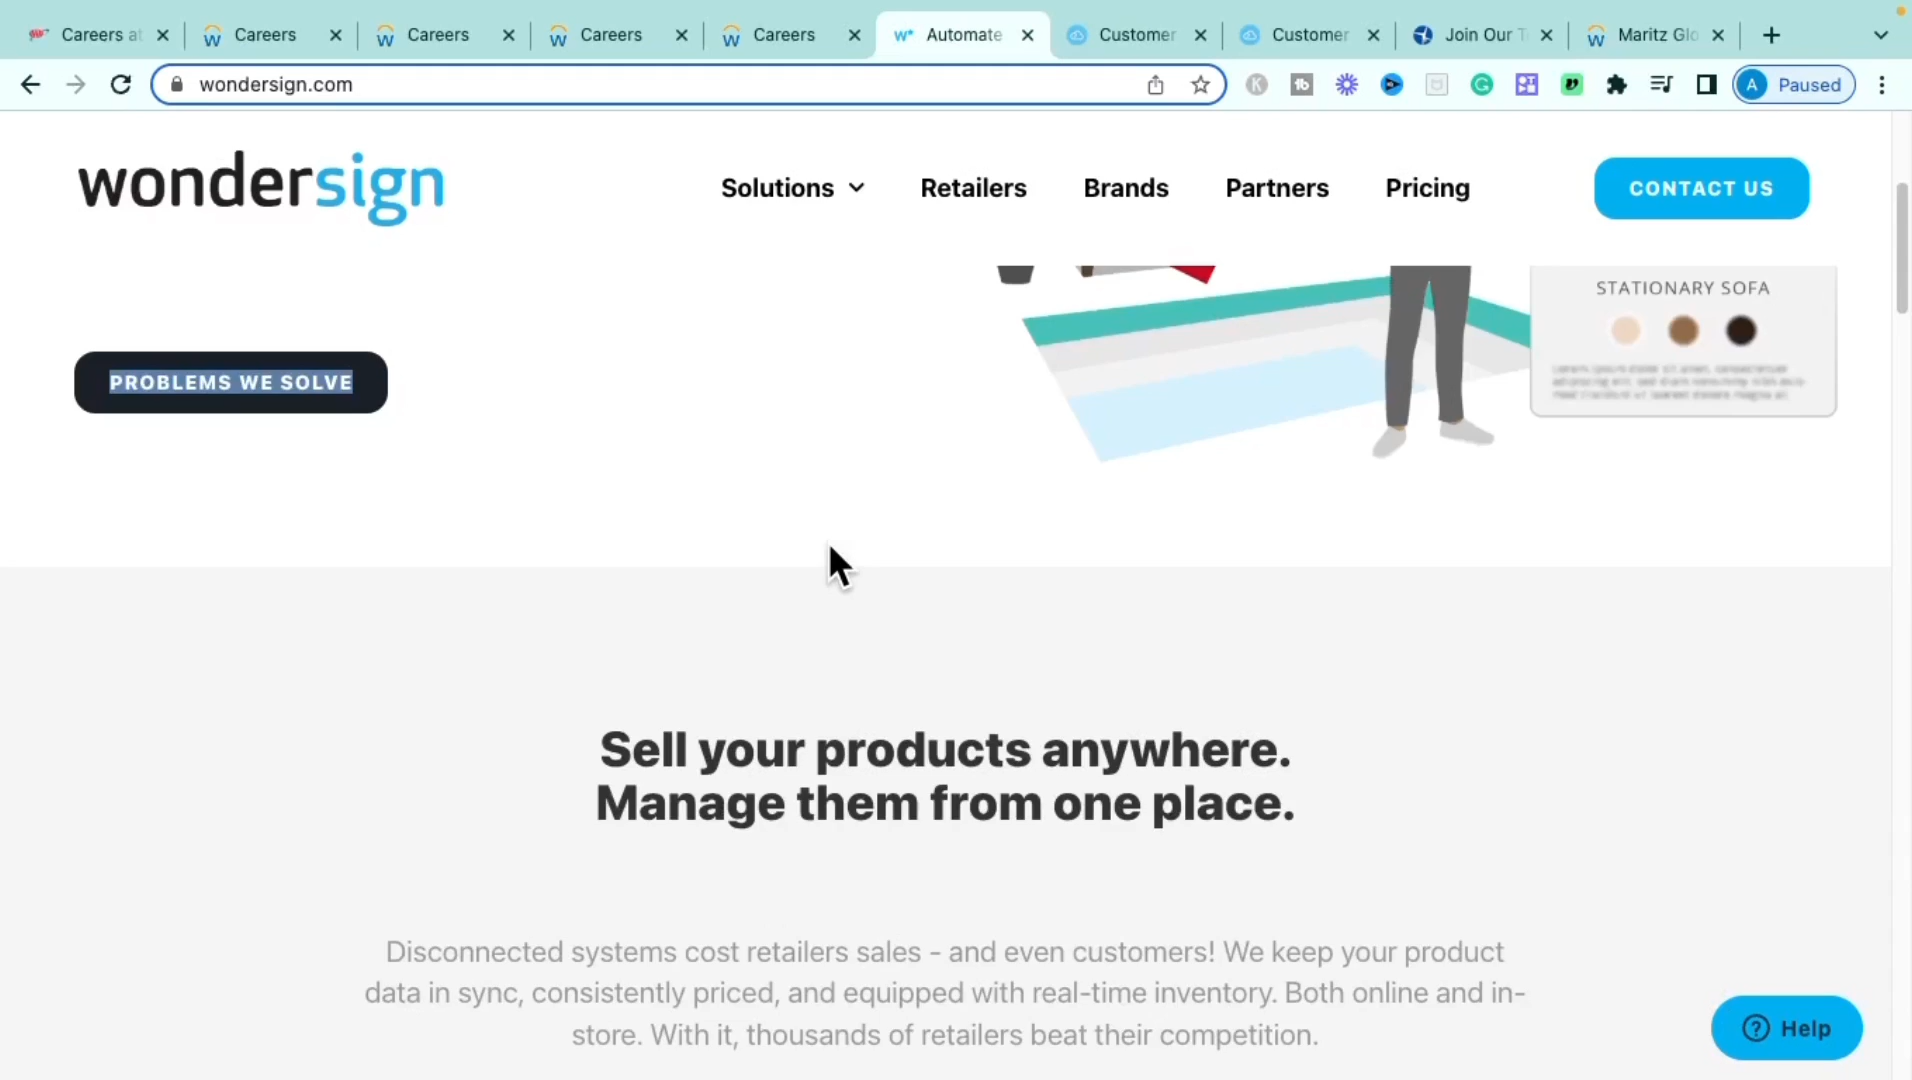 Careers at
Careers
Careers
Careers
Careers
Automate
Customer
Customer
Join Our T
Maritz Glo
wondersign.com
A Paused
wondersign
Solutions
Retailers
Brands
Partners
Pricing
CONTACT US
STATIONARY SOFA
PROBLEMS WE SOLVE
Sell your products anywhere.
Manage them from one place.
Disconnected systems cost retailers sales - and even customers! We keep your product
data in sync, consistently priced, and equipped with real-time inventory. Both online and in-
store. With it, thousands of retailers beat their competition.
Help